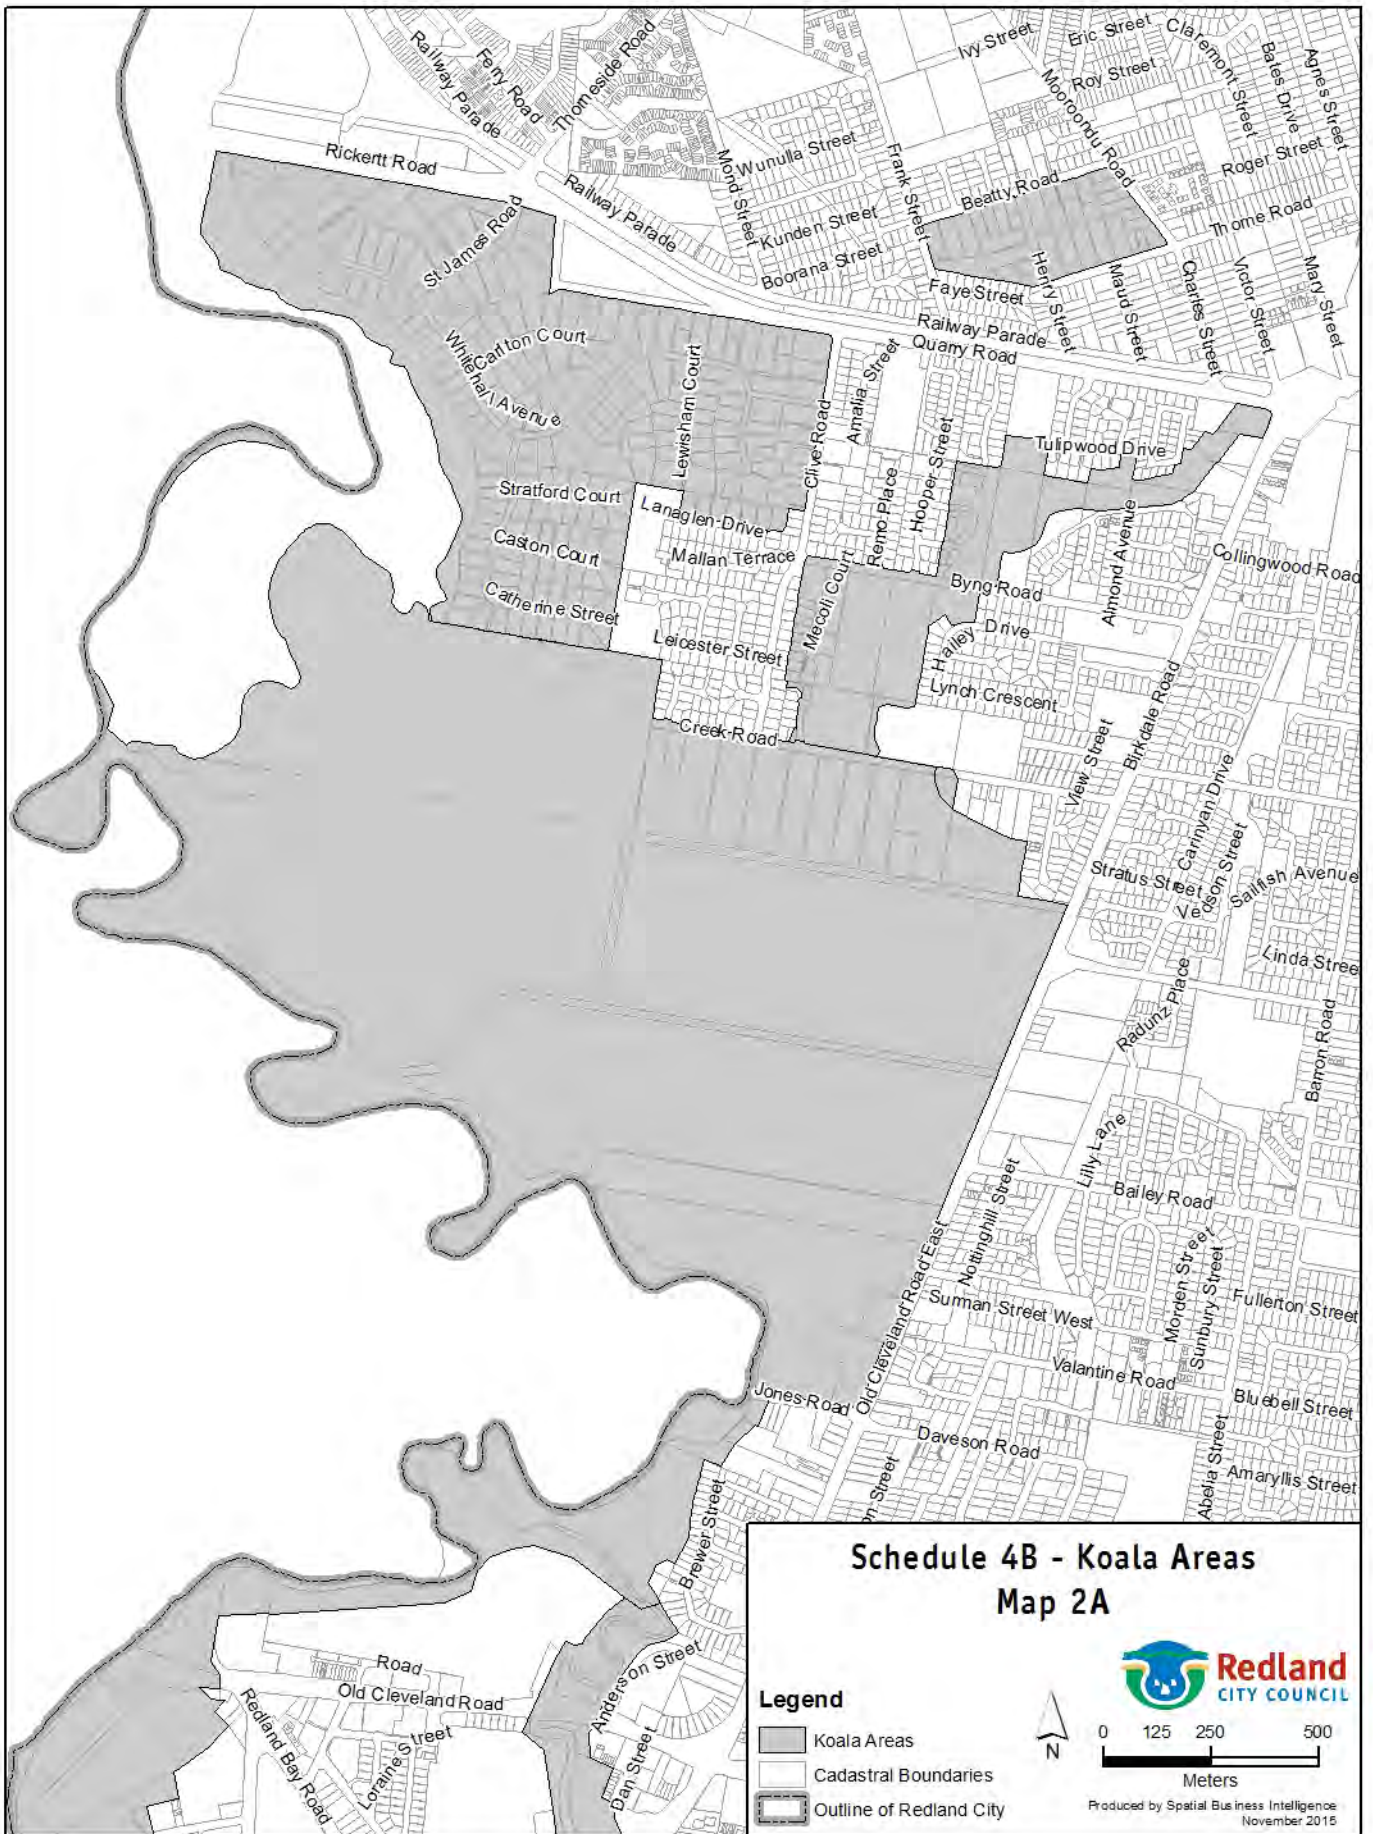 Ivy Street
Eric Street
Claremont Street
Bates Drive
Agnes Street
Railway Parade
Ferry Road
Thorneside Road
Roy Street
Mooroondu Road
Rickertt Road
Mond Street
Wunulla Street
Frank Street
Roger Street
Beatty Road
St James Road
Railway Parade
Kunden Street
Thorne Road
Boorana Street
Faye Street
Henry Street
Maud Street
Charles Street
Victor Street
Mary Street
Whitehall Avenue
Carlton Court
Railway Parade
Quarry Road
Lewisham Court
Clive Road
Amalia Street
Hooper Street
Tulipwood Drive
Stratford Court
Lanaglen Drive
Remo Place
Caston Court
Mallan Terrace
Mecoli Court
Almond Avenue
Collingwood Road
Byng Road
Catherine Street
Leicester Street
Halley Drive
Lynch Crescent
Creek Road
View Street
Birkdale Road
Carinyan Drive
Stratus Street
Vedson Street
Sailfish Avenue
Linda Stree
Radunz Place
Barron Road
Lilly Lane
Bailey Road
Nottinghill Street
Morden Street
Sunbury Street
Surman Street West
Fullerton Street
Old Cleveland Road East
Valantine Road
Jones Road
Bluebell Street
Daveson Road
Abelia Street
Amaryllis Street
on Street
Brewer Street
Road
Old Cleveland Road
Anderson Street
Redland Bay Road
Loraine Street
Dan Street
Schedule 4B - Koala Areas
Map 2A
Redland
CITY COUNCIL
Legend
Koala Areas
Cadastral Boundaries
Outline of Redland City
N
0 125 250 500
Meters
Produced by Spatial Business Intelligence
November 2015